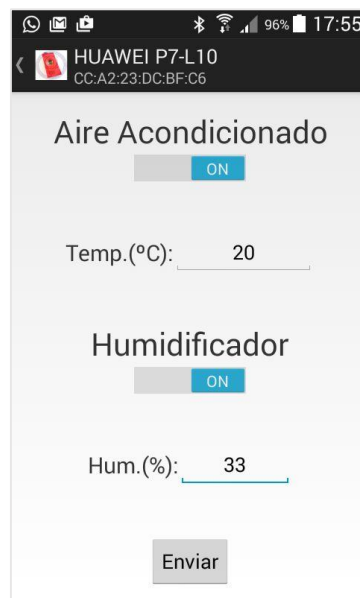 96% 17:55
HUAWEI P7-L10
CC:A2:23:DC:BF:C6
Aire Acondicionado
ON
Temp.(ºC): 20
Humidificador
ON
Hum.(%): 33
Enviar